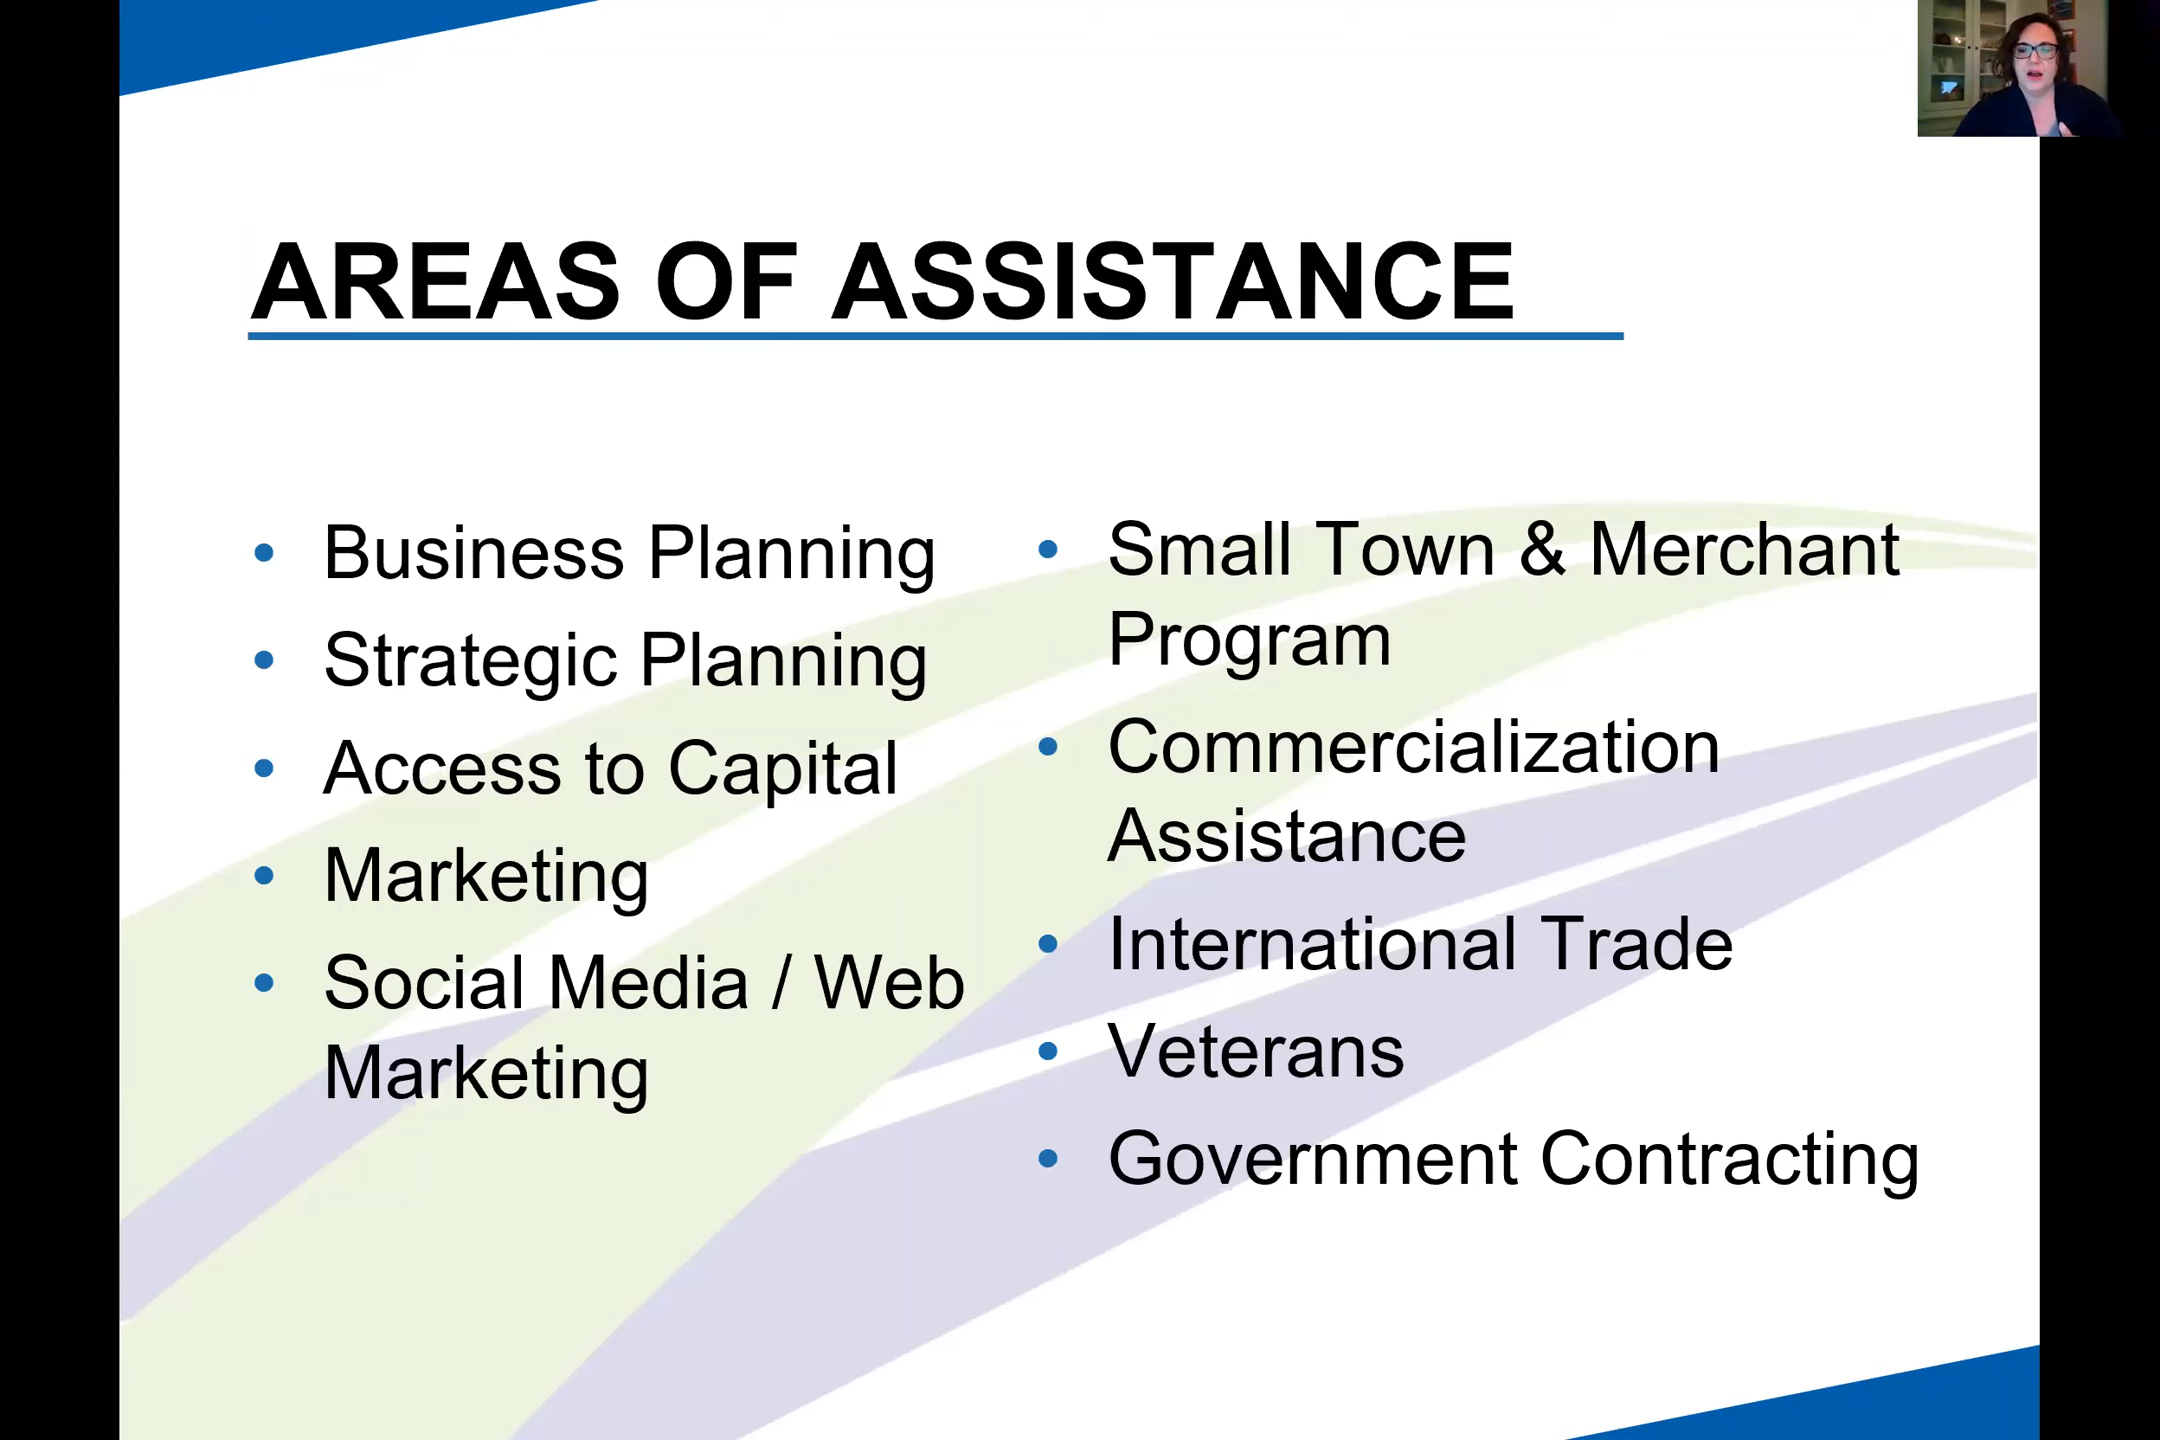 AREAS OF ASSISTANCE
• Business Planning
• Strategic Planning
• Access to Capital
• Marketing
• Social Media / Web
Marketing
• Small Town & Merchant
Program
• Commercialization
Assistance
• International Trade
• Veterans
• Government Contracting